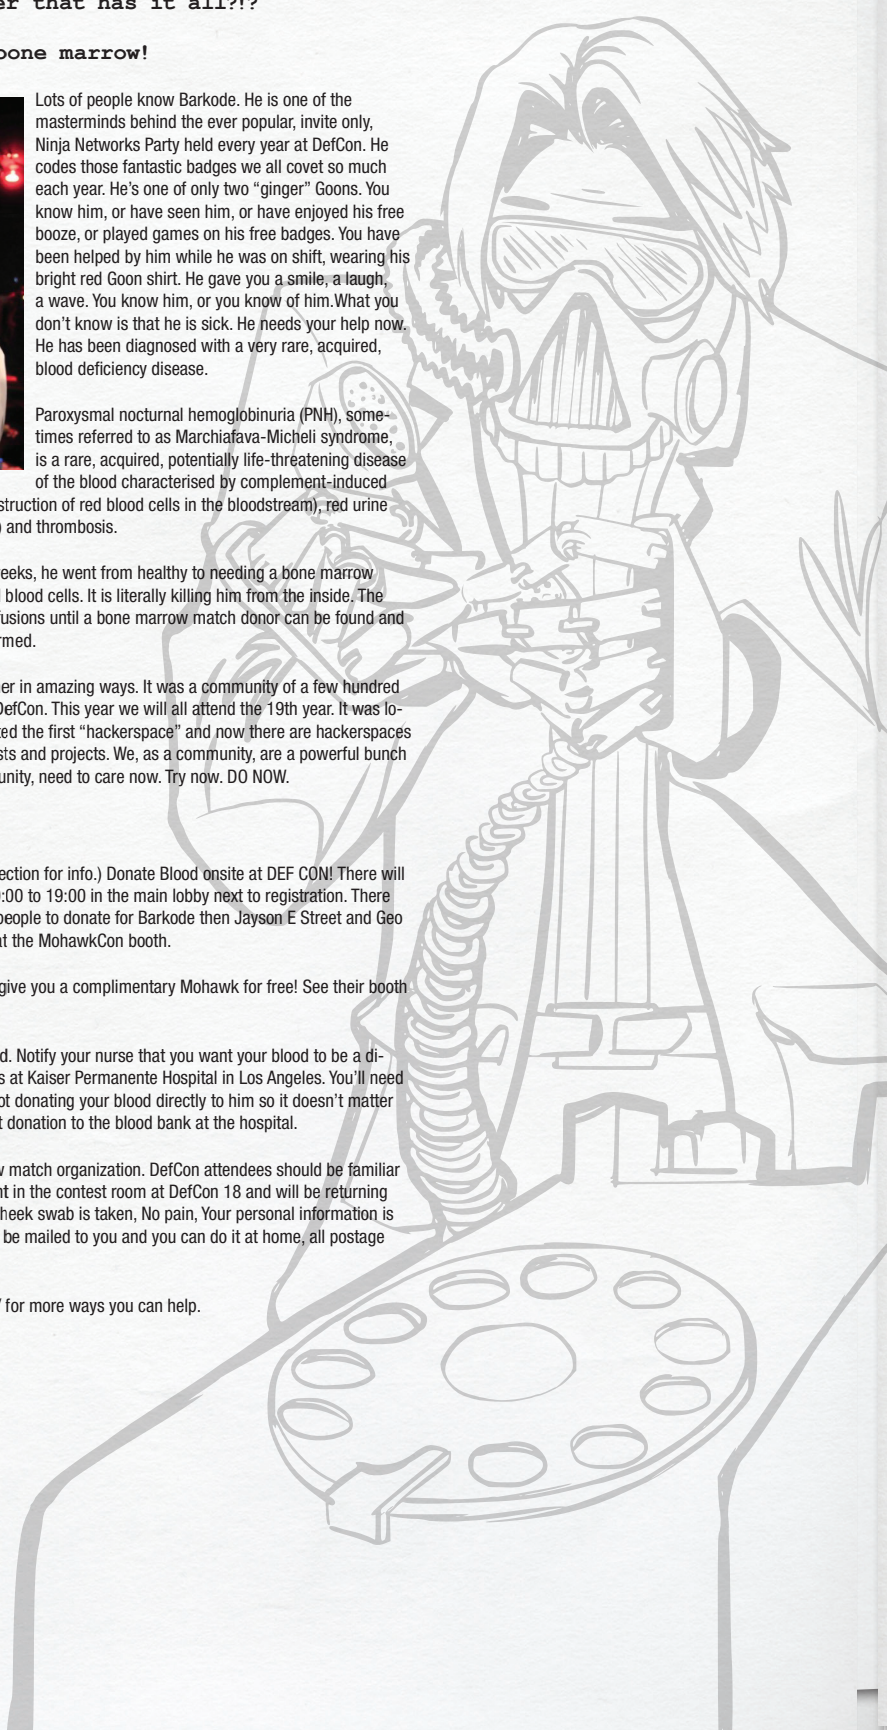 er that has it all?!?
bone marrow!
Lots of people know Barkode. He is one of the
masterminds behind the ever popular, invite only,
Ninja Networks Party held every year at DefCon. He
codes those fantastic badges we all covet so much
each year. He’s one of only two “ginger” Goons. You
know him, or have seen him, or have enjoyed his free
booze, or played games on his free badges. You have
been helped by him while he was on shift, wearing his
bright red Goon shirt. He gave you a smile, a laugh,
a wave. You know him, or you know of him.What you
don’t know is that he is sick. He needs your help now.
He has been diagnosed with a very rare, acquired,
blood deficiency disease.
Paroxysmal nocturnal hemoglobinuria (PNH), some-
times referred to as Marchiafava-Micheli syndrome,
is a rare, acquired, potentially life-threatening disease
of the blood characterised by complement-induced
struction of red blood cells in the bloodstream), red urine
) and thrombosis.
eeks, he went from healthy to needing a bone marrow
blood cells. It is literally killing him from the inside. The
fusions until a bone marrow match donor can be found and
rmed.
er in amazing ways. It was a community of a few hundred
DefCon. This year we will all attend the 19th year. It was lo-
ted the first “hackerspace” and now there are hackerspaces
sts and projects. We, as a community, are a powerful bunch
unity, need to care now. Try now. DO NOW.
ection for info.) Donate Blood onsite at DEF CON! There will
:00 to 19:00 in the main lobby next to registration. There
people to donate for Barkode then Jayson E Street and Geo
at the MohawkCon booth.
give you a complimentary Mohawk for free! See their booth
d. Notify your nurse that you want your blood to be a di-
s at Kaiser Permanente Hospital in Los Angeles. You’ll need
ot donating your blood directly to him so it doesn’t matter
t donation to the blood bank at the hospital.
w match organization. DefCon attendees should be familiar
nt in the contest room at DefCon 18 and will be returning
heek swab is taken, No pain, Your personal information is
be mailed to you and you can do it at home, all postage
/ for more ways you can help.